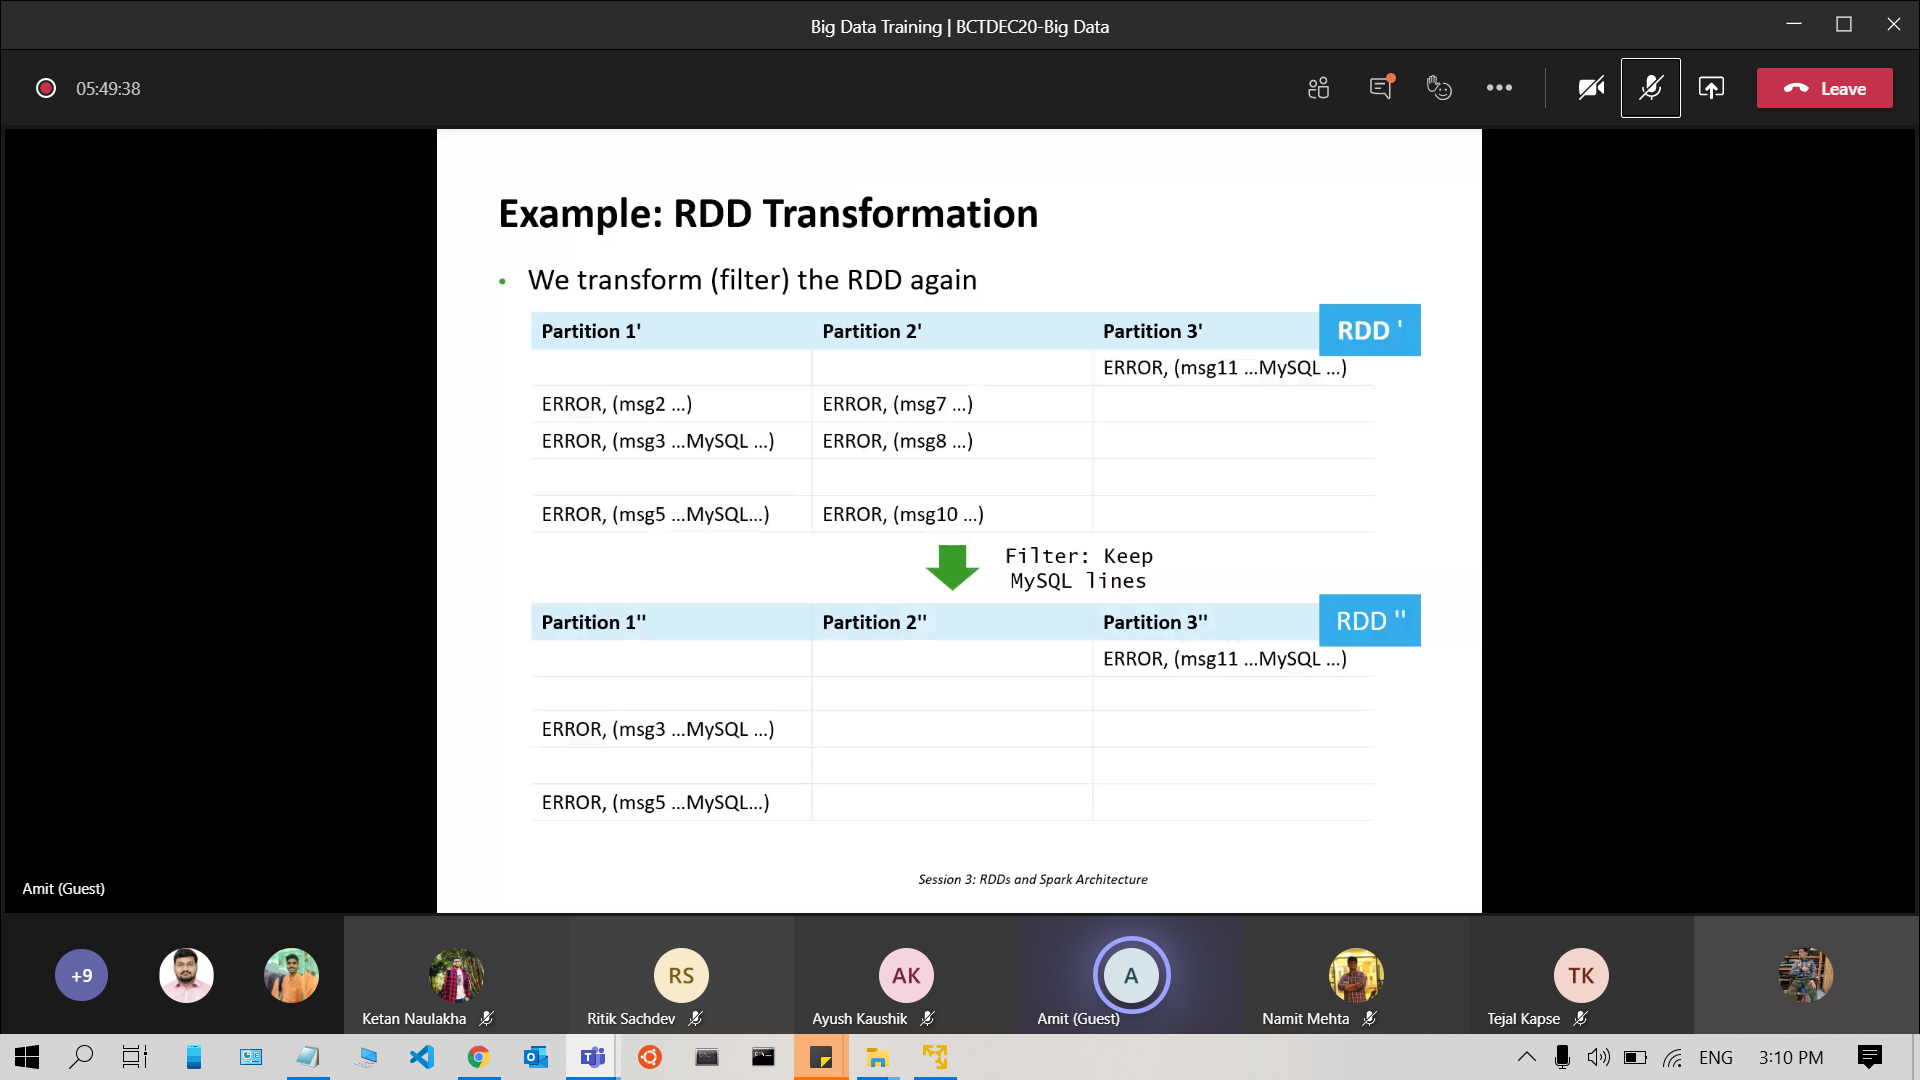 Big Data Training | BCTDEC20-Big Data
05:49:38
Leave
Example: RDD Transformation
• We transform (filter) the RDD again
Partition 1' Partition 2' Partition 3' RDD '
ERROR, (msg11 ...MySQL ...)
ERROR, (msg2 ...) ERROR, (msg7 ...)
ERROR, (msg3 ...MySQL ...) ERROR, (msg8 ...)
ERROR, (msg5 ...MySQL...) ERROR, (msg10 ...)
Filter: Keep
MySQL lines
Partition 1'' Partition 2'' Partition 3'' RDD ''
ERROR, (msg11 ...MySQL ...)
ERROR, (msg3 ...MySQL ...)
ERROR, (msg5 ...MySQL...)
Session 3: RDDs and Spark Architecture
Amit (Guest)
+9 RS AK A TK
Ketan Naulakha Ritik Sachdev Ayush Kaushik Amit (Guest) Namit Mehta Tejal Kapse
ENG 3:10 PM